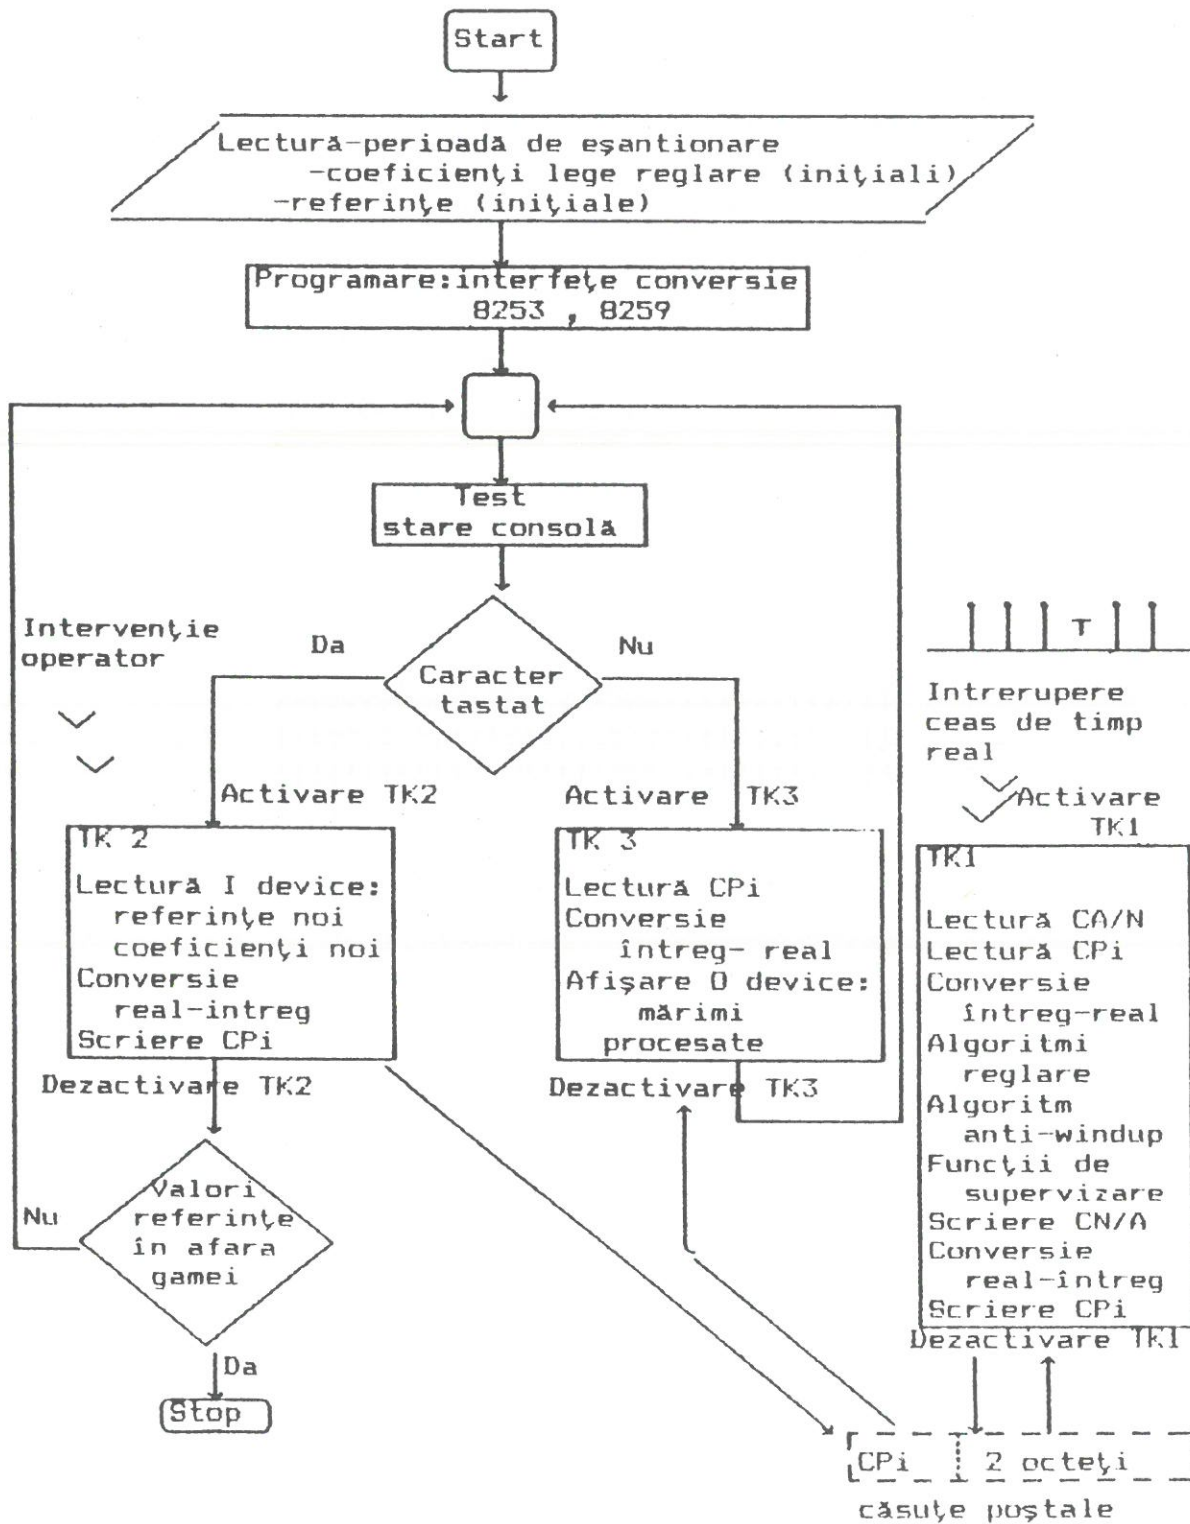 Start
Lectură-perioadă de eşantionare
-coeficienţi lege reglare (iniţiali)
-referinţe (iniţiale)
Programare:interfeţe conversie
8253 , 8259
Test
stare consolă
Intervenţie
operator
Da
Nu
Caracter
tastat
T
Intrerupere
ceas de timp
real
Activare
TK1
Activare TK2
Activare TK3
TK 2
Lectură I device:
referinţe noi
coeficienţi noi
Conversie
real-intreg
Scriere CPi
Dezactivare TK2
TK 3
Lectură CPi
Conversie
întreg- real
Afişare O device:
mărimi
procesate
Dezactivare TK3
TK1
Lectură CA/N
Lectură CPi
Conversie
întreg-real
Algoritmi
reglare
Algoritm
anti-windup
Funcţii de
supervizare
Scriere CN/A
Conversie
real-întreg
Scriere CPi
Dezactivare TK1
Nu
Valori
referinţe
în afara
gamei
Da
Stop
CPi 2 octeţi
căsuţe poştale